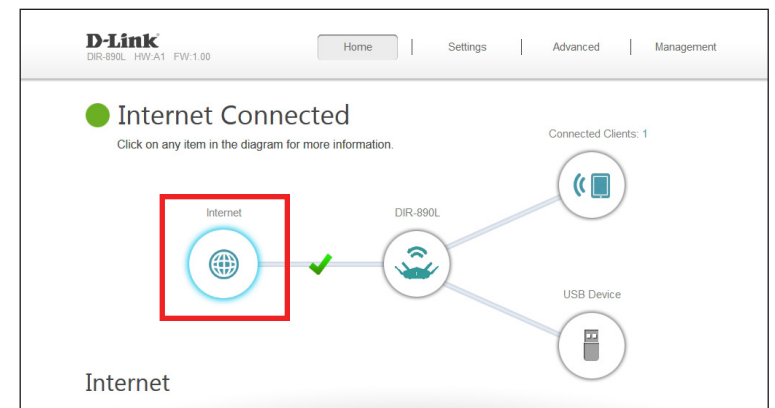 D-Link
DIR-890L HW:A1 FW:1.00
Home
Settings
Advanced
Management
Internet Connected
Click on any item in the diagram for more information.
Connected Clients: 1
Internet
DIR-890L
USB Device
Internet